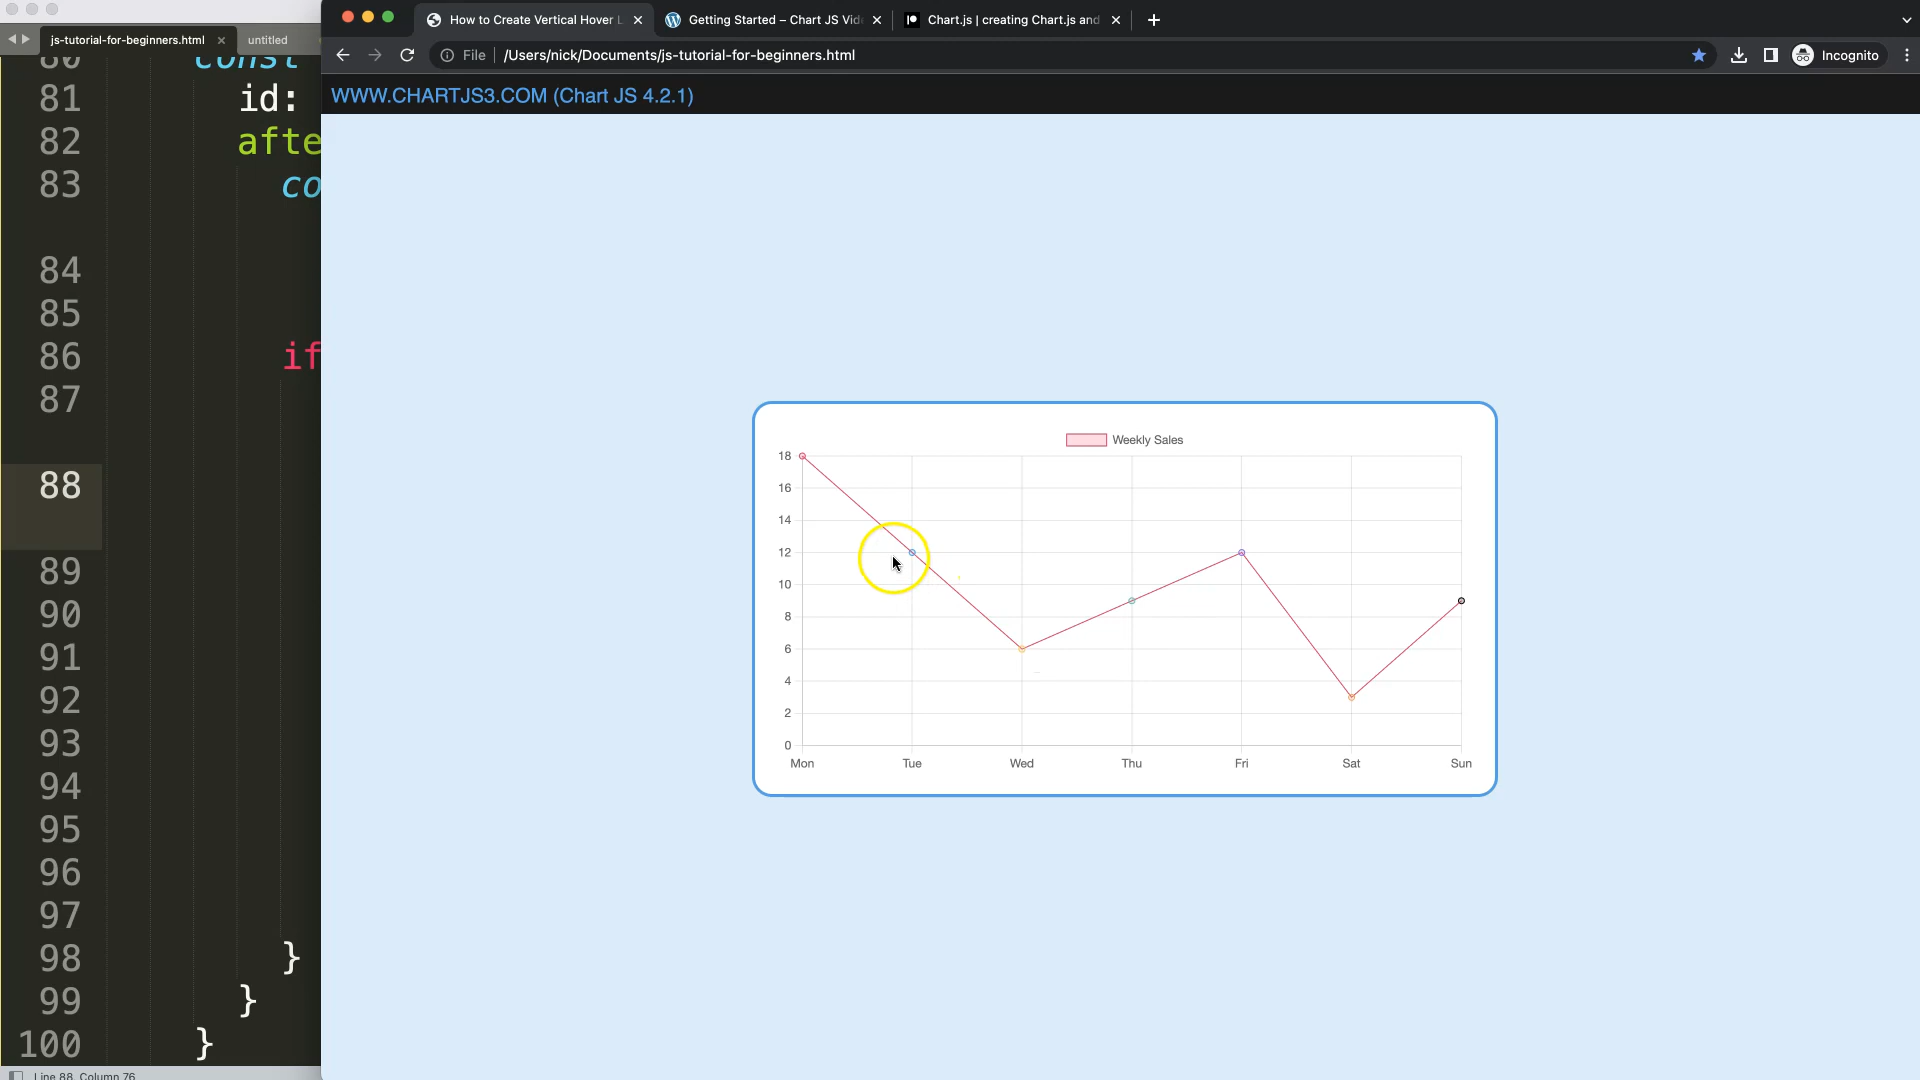 js-tutorial-for-beginners.html
untitled
80 const
81 id:
82 afte
83 co
84
85
86 if
87
88
89
90
91
92
93
94
95
96
97
98 }
99 }
100 }
Line 88, Column 76
How to Create Vertical Hover L
Getting Started – Chart JS Vid
Chart.js | creating Chart.js and
File /Users/nick/Documents/js-tutorial-for-beginners.html
Incognito
WWW.CHARTJS3.COM (Chart JS 4.2.1)
Weekly Sales
18
16
14
12
10
8
6
4
2
0
Mon Tue Wed Thu Fri Sat Sun